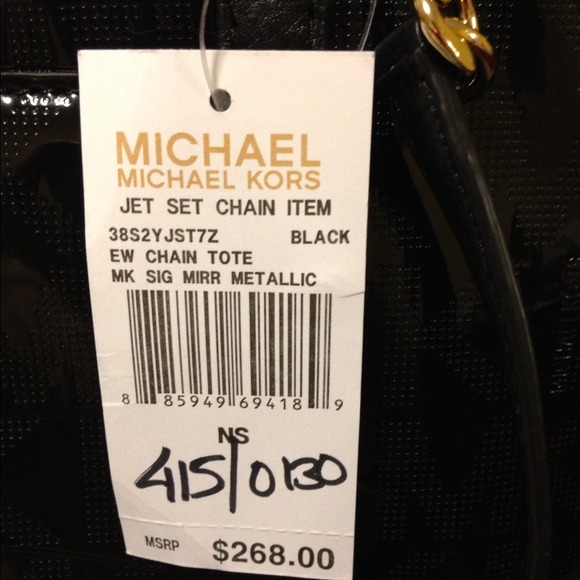 MICHAEL
MICHAEL KORS
JET SET CHAIN ITEM
38S2YJST7Z BLACK
EW CHAIN TOTE
MK SIG MIRR METALLIC
8 85949 69418 9
NS
415/0130
MSRP $268.00